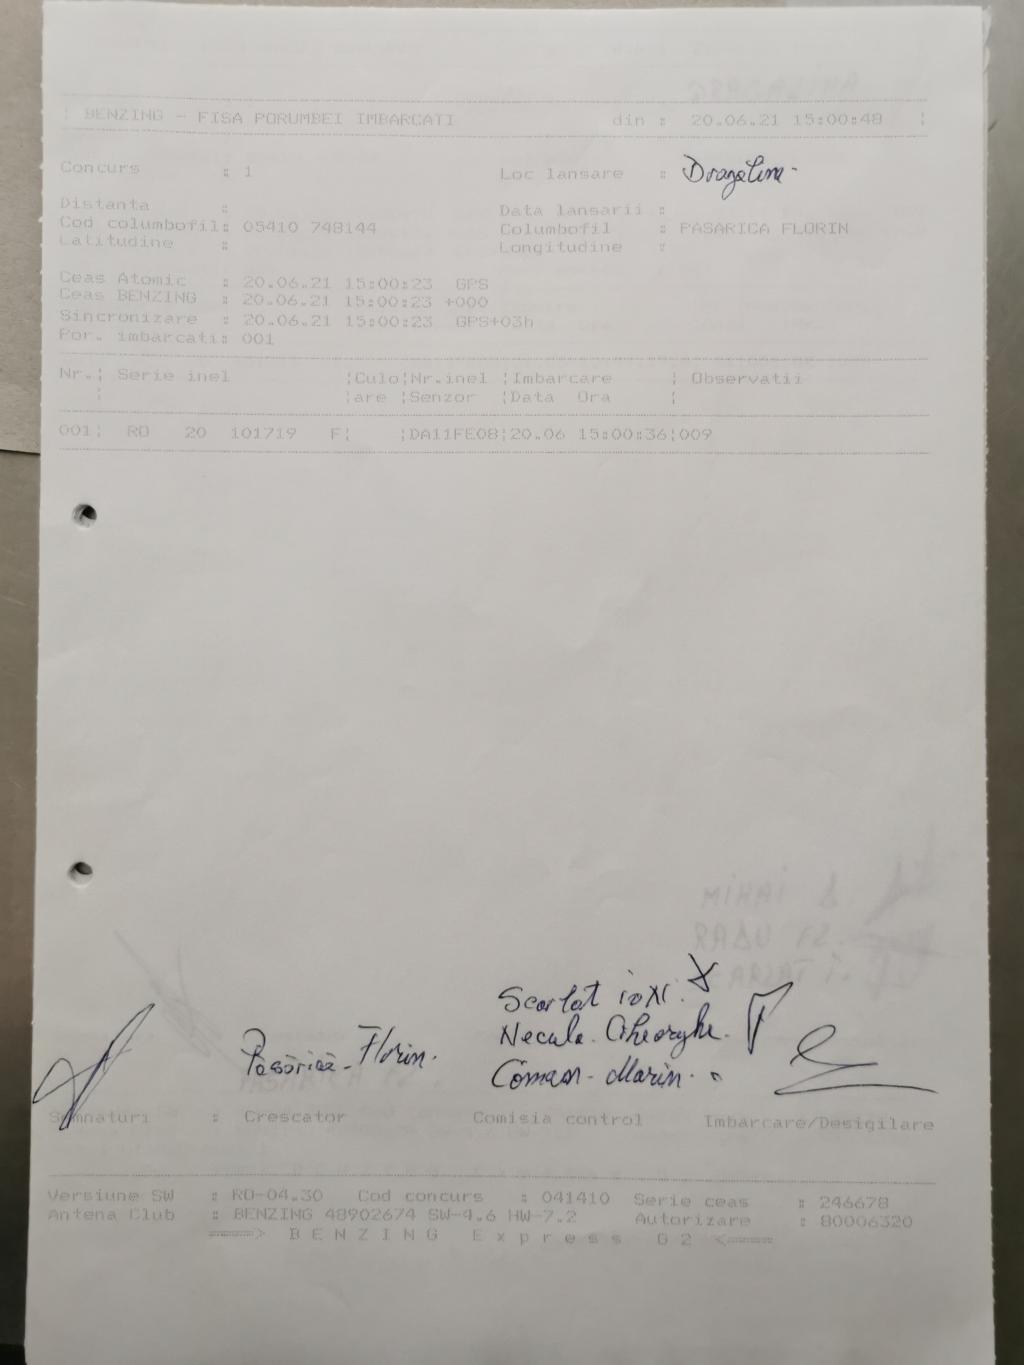 BENZING - FISA PORUMBEI IMBARCATI din : 20.06.21 15:00:48
Concurs : 1 Loc lansare :
Distanta : Data lansarii :
Cod columbofil: 05410 748144 Columbofil : PASARICA FLORIN
Latitudine : Longitudine :
Ceas Atomic : 20.06.21 15:00:23 GPS
Ceas BENZING : 20.06.21 15:00:23 +000
Sincronizare : 20.06.21 15:00:23 GPS+03h
Por. imbarcati: 001
Nr.¦ Serie inel ¦Culo¦Nr.inel ¦Imbarcare ¦ Observatii
¦ ¦are ¦Senzor ¦Data Ora ¦
001¦ RO 20 101719 F¦ ¦DA11FE08¦20.06 15:00:36¦009
Scarlat
Necula Gheorghe.
Păsărică Florin.
Coman Marin.
Semnaturi : Crescator Comisia control Imbarcare/Desigilare
Versiune SW : RO-04.30 Cod concurs : 041410 Serie ceas : 246678
Antena Club : BENZING 48902674 SW-4.6 HW-7.2 Autorizare : 80006320
====> B E N Z I N G E x p r e s s G 2 <====